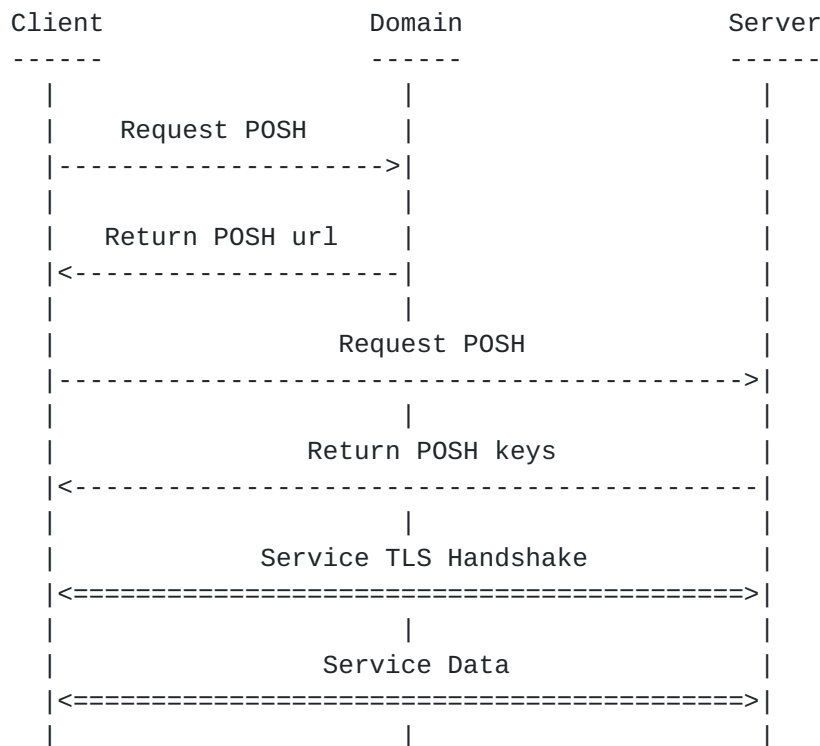 Client Domain Server
------ ------ ------
| | |
| Request POSH | |
|--------------------->| |
| | |
| Return POSH url | |
|<---------------------| |
| | |
| Request POSH |
|-------------------------------------------->|
| | |
| Return POSH keys |
|<--------------------------------------------|
| | |
| Service TLS Handshake |
|<===========================================>|
| | |
| Service Data |
|<===========================================>|
| | |